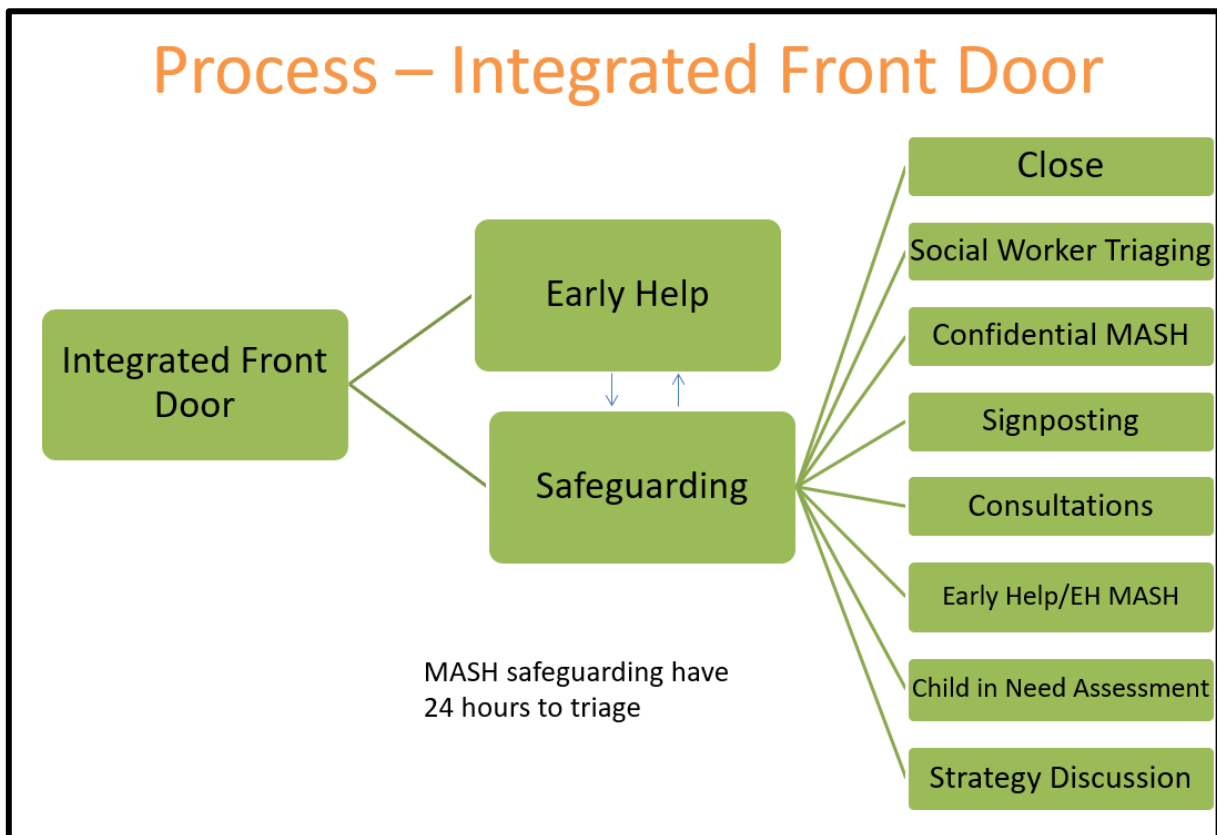 Process – Integrated Front Door
Integrated Front
Door
Early Help
Safeguarding
MASH safeguarding have
24 hours to triage
Close
Social Worker Triaging
Confidential MASH
Signposting
Consultations
Early Help/EH MASH
Child in Need Assessment
Strategy Discussion